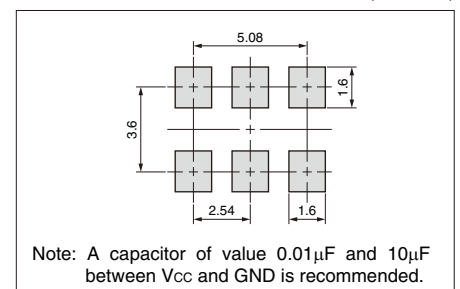 5.08
1.6
3.6
2.54
1.6
Note: A capacitor of value 0.01μF and 10μF
between Vcc and GND is recommended.